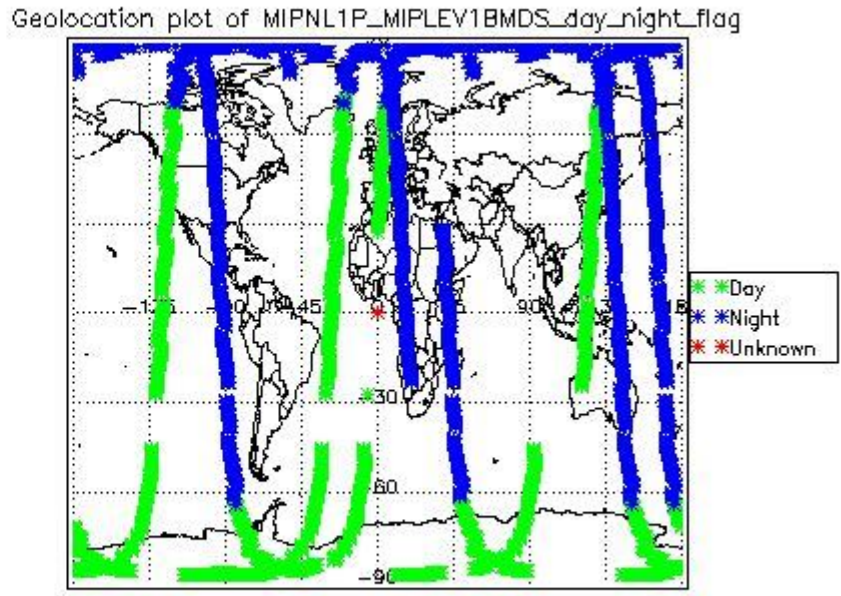 Geolocation plot of MIPNL1P_MIPLEV1BMDS_day_night_flag
Day
Night
Unknown
90
-30
-60
-90